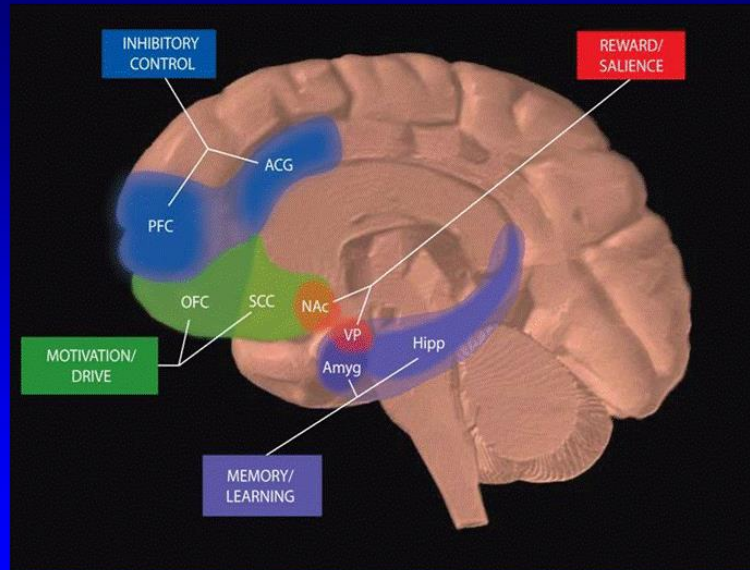 INHIBITORY
CONTROL
REWARD/
SALIENCE
ACG
PFC
OFC
SCC
NAc
VP
Hipp
Amyg
MOTIVATION/
DRIVE
MEMORY/
LEARNING